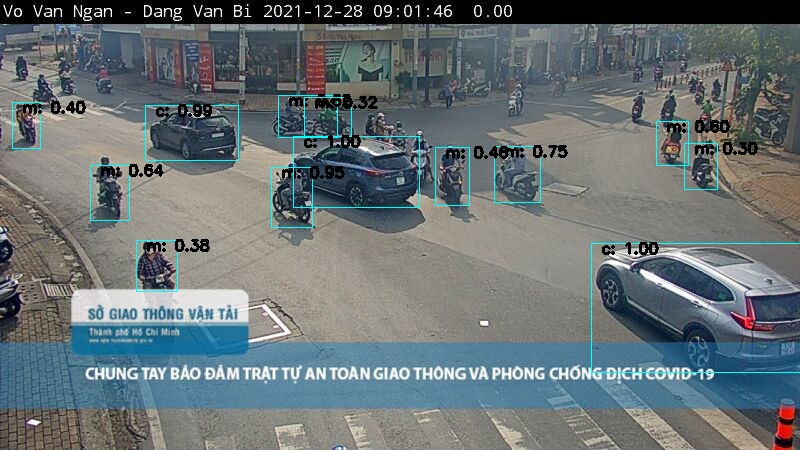 Vo Van Ngan - Dang Van Bi 2021-12-28 09:01:46 0.00
m: 0.40
c: 0.99
0.32
c: 1.00
m: 0.60
m: 0.46
m: 0.75
m: 0.30
m: 0.64
m: 0.95
m: 0.38
c: 1.00
SỞ GIAO THÔNG VẬN TẢI
Thành phố Hồ Chí Minh
CHUNG TAY BẢO ĐẢM TRẬT TỰ AN TOÀN GIAO THÔNG VÀ PHÒNG CHỐNG DỊCH COVID-19